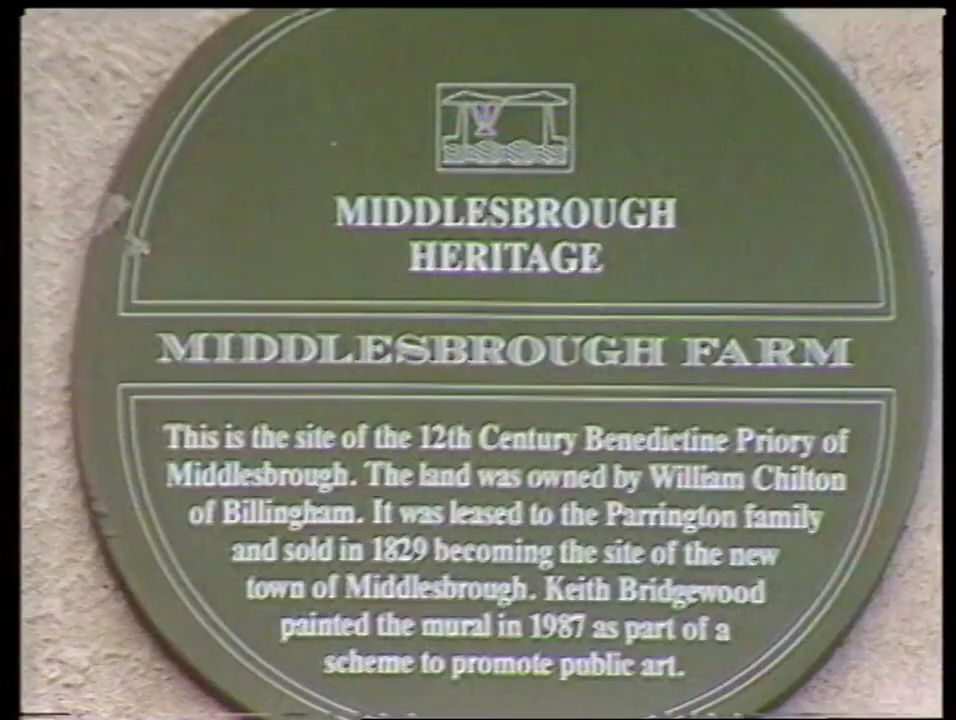 MIDDLESBROUGH
HERITAGE
MIDDLESBROUGH FARM
This is the site of the 12th Century Benedictine Priory of
Middlesbrough. The land was owned by William Chilton
of Billingham. It was leased to the Parrington family
and sold in 1829 becoming the site of the new
town of Middlesbrough. Keith Bridgewood
painted the mural in 1987 as part of a
scheme to promote public art.